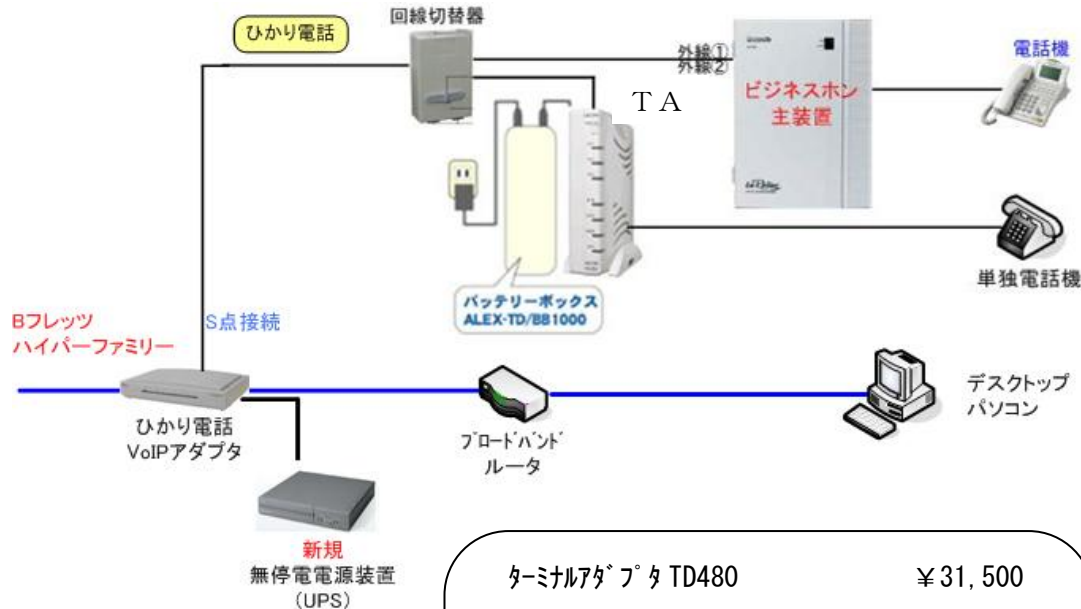 回線切替器
ひかり電話
外線①
外線②
電話機
TA
ビジネスホン
主装置
単独電話機
バッテリーボックス
ALEX-TD/BB1000
Bフレッツ
ハイパーファミリー
S点接続
デスクトップ
パソコン
ひかり電話
VoIPアダプタ
ブロードバンド
ルータ
新規
無停電電源装置
(UPS)
ターミナルアダプタ TD480 ￥31,500